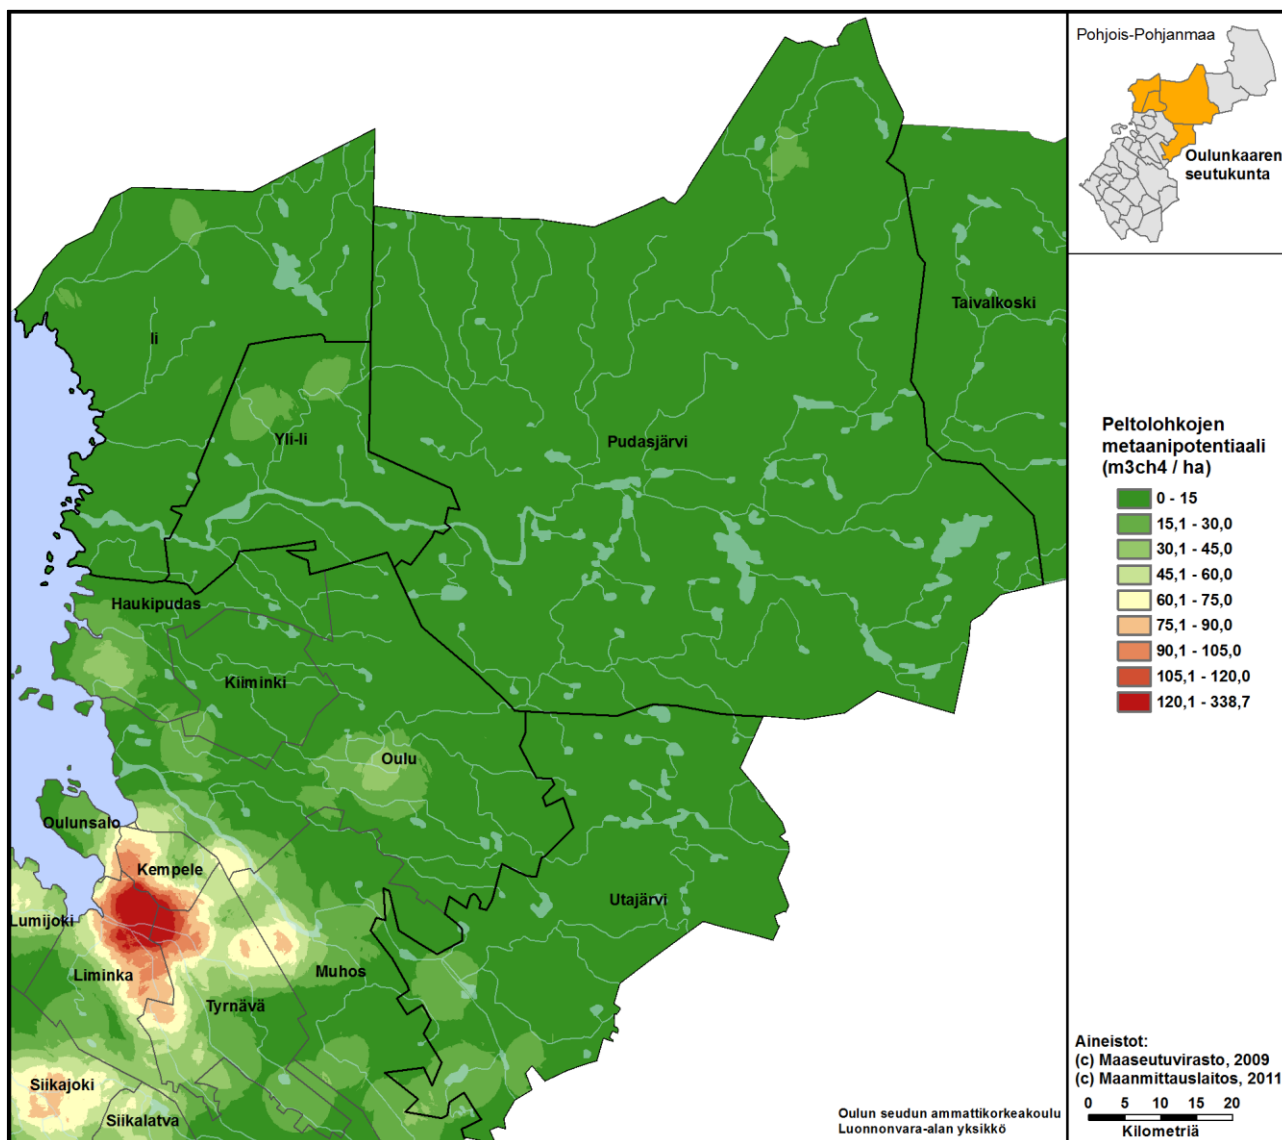 Pohjois-Pohjanmaa
Oulunkaaren
seutukunta
Taivalkoski
Ii
Yli-Ii
Pudasjärvi
Haukipudas
Kiiminki
Oulu
Oulunsalo
Kempele
Utajärvi
Lumijoki
Liminka
Muhos
Tyrnävä
Siikajoki
Siikalatva
Peltolohkojen
metaanipotentiaali
(m3ch4 / ha)
0 - 15
15,1 - 30,0
30,1 - 45,0
45,1 - 60,0
60,1 - 75,0
75,1 - 90,0
90,1 - 105,0
105,1 - 120,0
120,1 - 338,7
Aineistot:
(c) Maaseutuvirasto, 2009
(c) Maanmittauslaitos, 2011
0 5 10 15 20
Kilometriä
Oulun seudun ammattikorkeakoulu
Luonnonvara-alan yksikkö